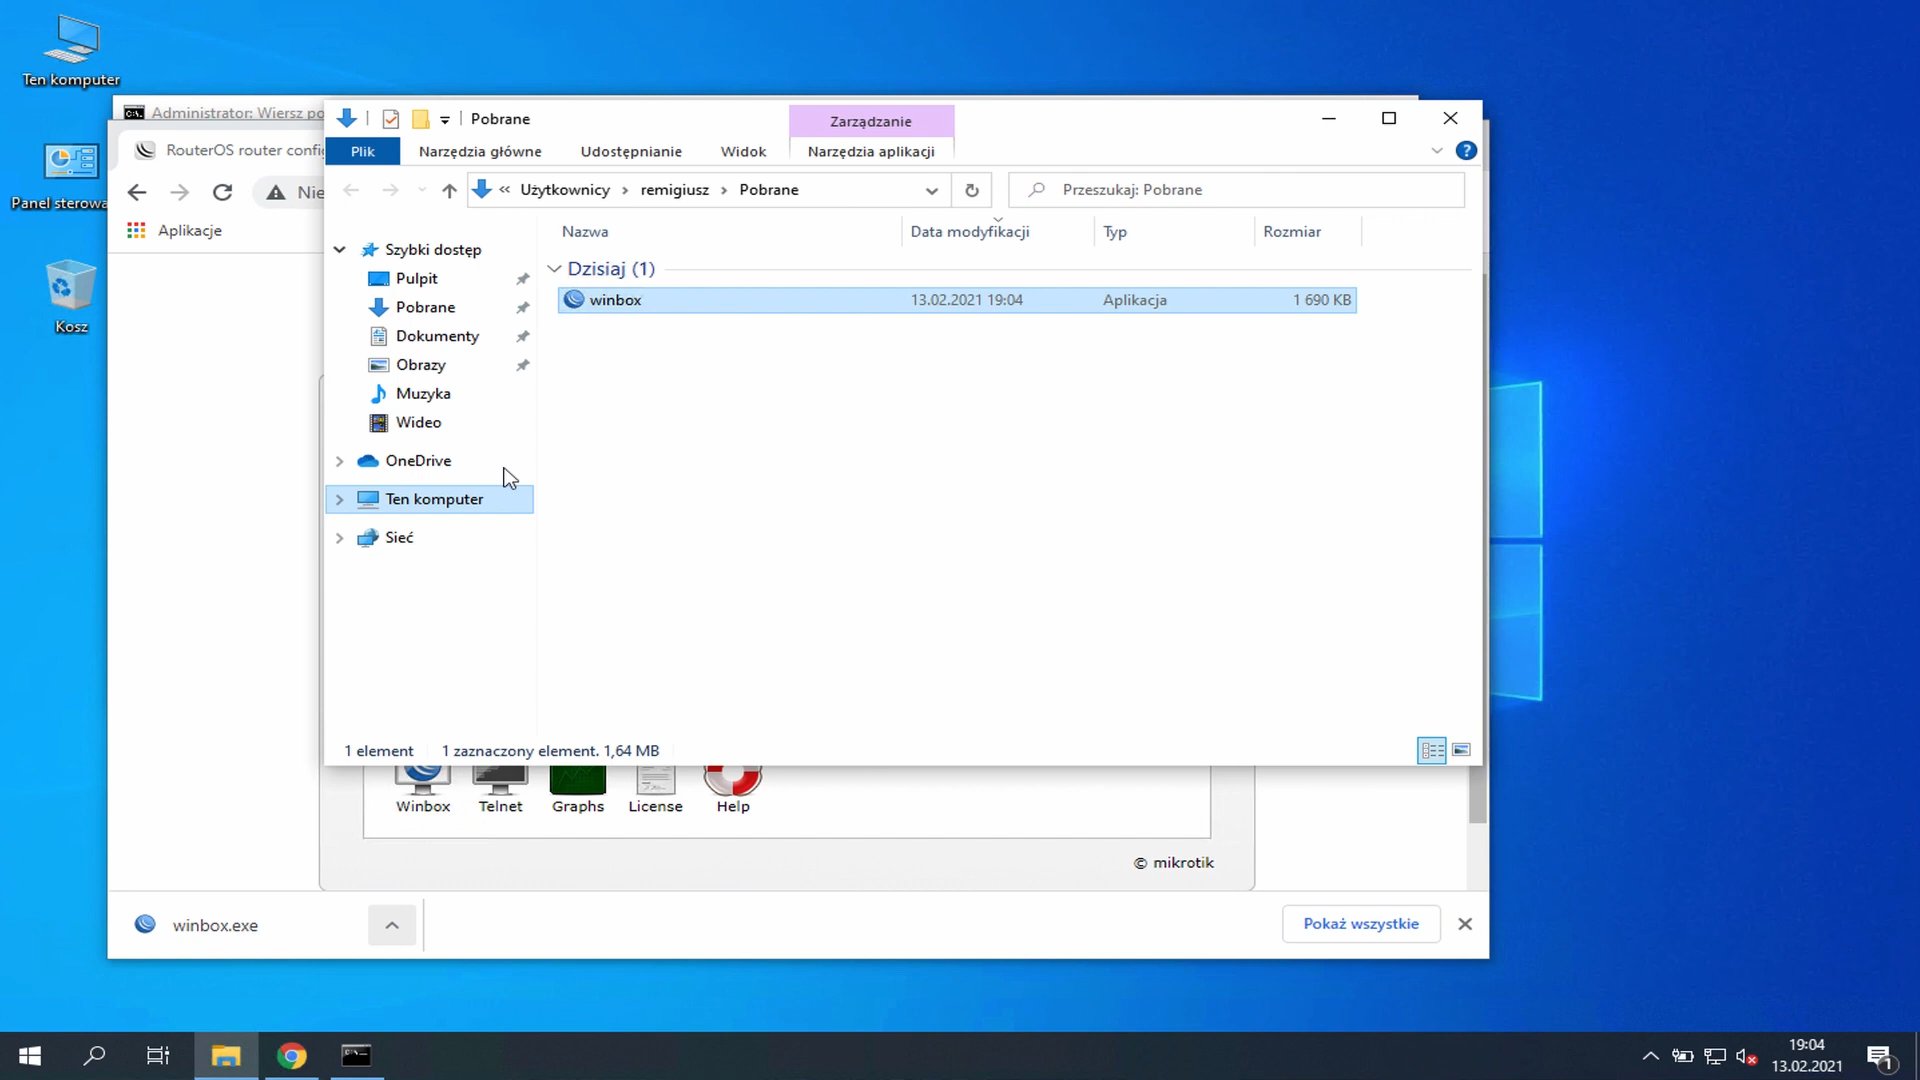 Ten komputer
Panel sterowa
Kosz
Administrator: Wiersz po
RouterOS router confi
Nie
Aplikacje
Pobrane
Zarządzanie
Plik
Narzędzia główne
Udostępnianie
Widok
Narzędzia aplikacji
« Użytkownicy > remigiusz > Pobrane
Przeszukaj: Pobrane
Nazwa
Data modyfikacji
Typ
Rozmiar
Szybki dostęp
Pulpit
Pobrane
Dokumenty
Obrazy
Muzyka
Wideo
OneDrive
Ten komputer
Sieć
Dzisiaj (1)
winbox 13.02.2021 19:04 Aplikacja 1 690 KB
1 element 1 zaznaczony element. 1,64 MB
Winbox
Telnet
Graphs
License
Help
© mikrotik
winbox.exe
Pokaż wszystkie
19:04
13.02.2021
1